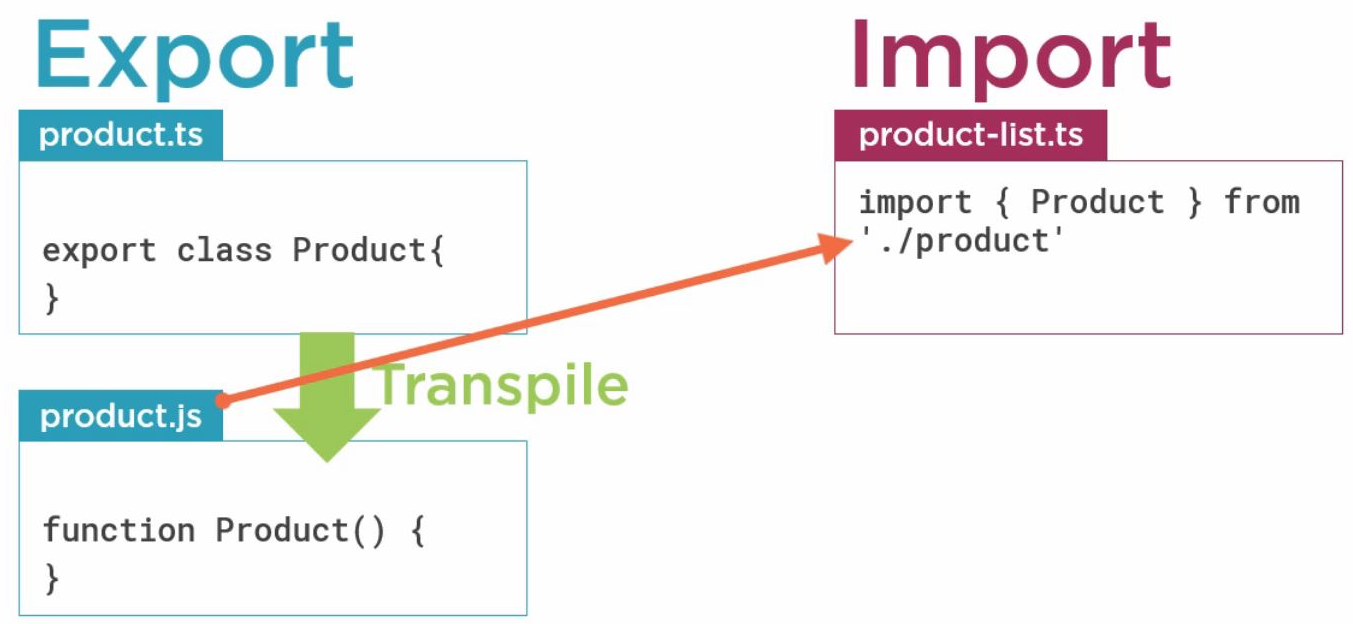 Export
product.ts
export class Product{
}
Transpile
product.js
function Product() {
}
Import
product-list.ts
import { Product } from
'./product'